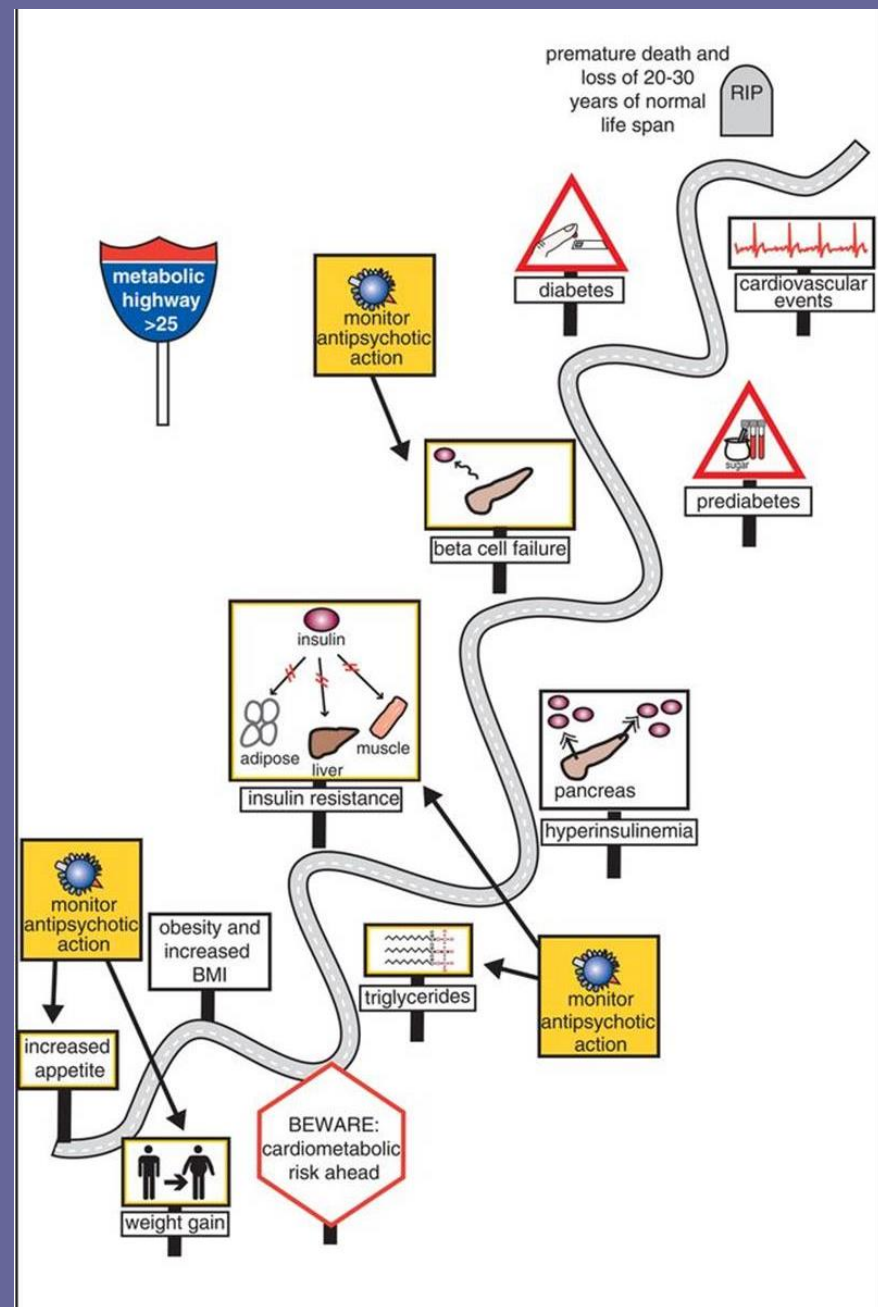 premature death and
loss of 20-30
years of normal
life span
RIP
metabolic
highway
>25
monitor
antipsychotic
action
diabetes
cardiovascular
events
sugar
prediabetes
beta cell failure
insulin
adipose
liver
muscle
insulin resistance
pancreas
hyperinsulinemia
monitor
antipsychotic
action
obesity and
increased
BMI
triglycerides
monitor
antipsychotic
action
increased
appetite
BEWARE:
cardiometabolic
risk ahead
weight gain